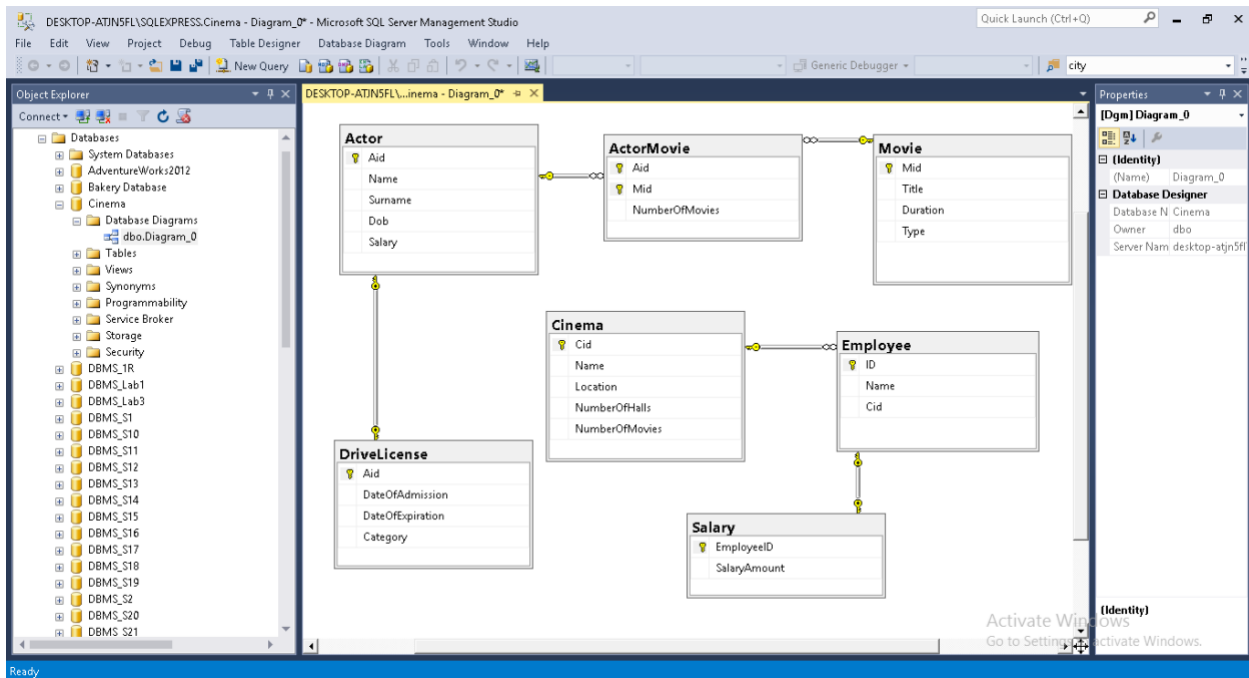 DESKTOP-ATJN5FL\SQLEXPRESS.Cinema - Diagram_0* - Microsoft SQL Server Management Studio
Quick Launch (Ctrl+Q)
File Edit View Project Debug Table Designer Database Diagram Tools Window Help
New Query
Generic Debugger
city
Object Explorer
Connect
Databases
System Databases
AdventureWorks2012
Bakery Database
Cinema
Database Diagrams
dbo.Diagram_0
Tables
Views
Synonyms
Programmability
Service Broker
Storage
Security
DBMS_1R
DBMS_Lab1
DBMS_Lab3
DBMS_S1
DBMS_S10
DBMS_S11
DBMS_S12
DBMS_S13
DBMS_S14
DBMS_S15
DBMS_S16
DBMS_S17
DBMS_S18
DBMS_S19
DBMS_S2
DBMS_S20
DBMS_S21
DESKTOP-ATJN5FL\...inema - Diagram_0*
Actor
Aid
Name
Surname
Dob
Salary
ActorMovie
Aid
Mid
NumberOfMovies
Movie
Mid
Title
Duration
Type
Cinema
Cid
Name
Location
NumberOfHalls
NumberOfMovies
Employee
ID
Name
Cid
DriveLicense
Aid
DateOfAdmission
DateOfExpiration
Category
Salary
EmployeeID
SalaryAmount
Properties
[Dgm] Diagram_0
(Identity)
(Name) Diagram_0
Database Designer
Database N Cinema
Owner dbo
Server Nam desktop-atjn5fl
(Identity)
Activate Windows
Go to Settings to activate Windows.
Ready